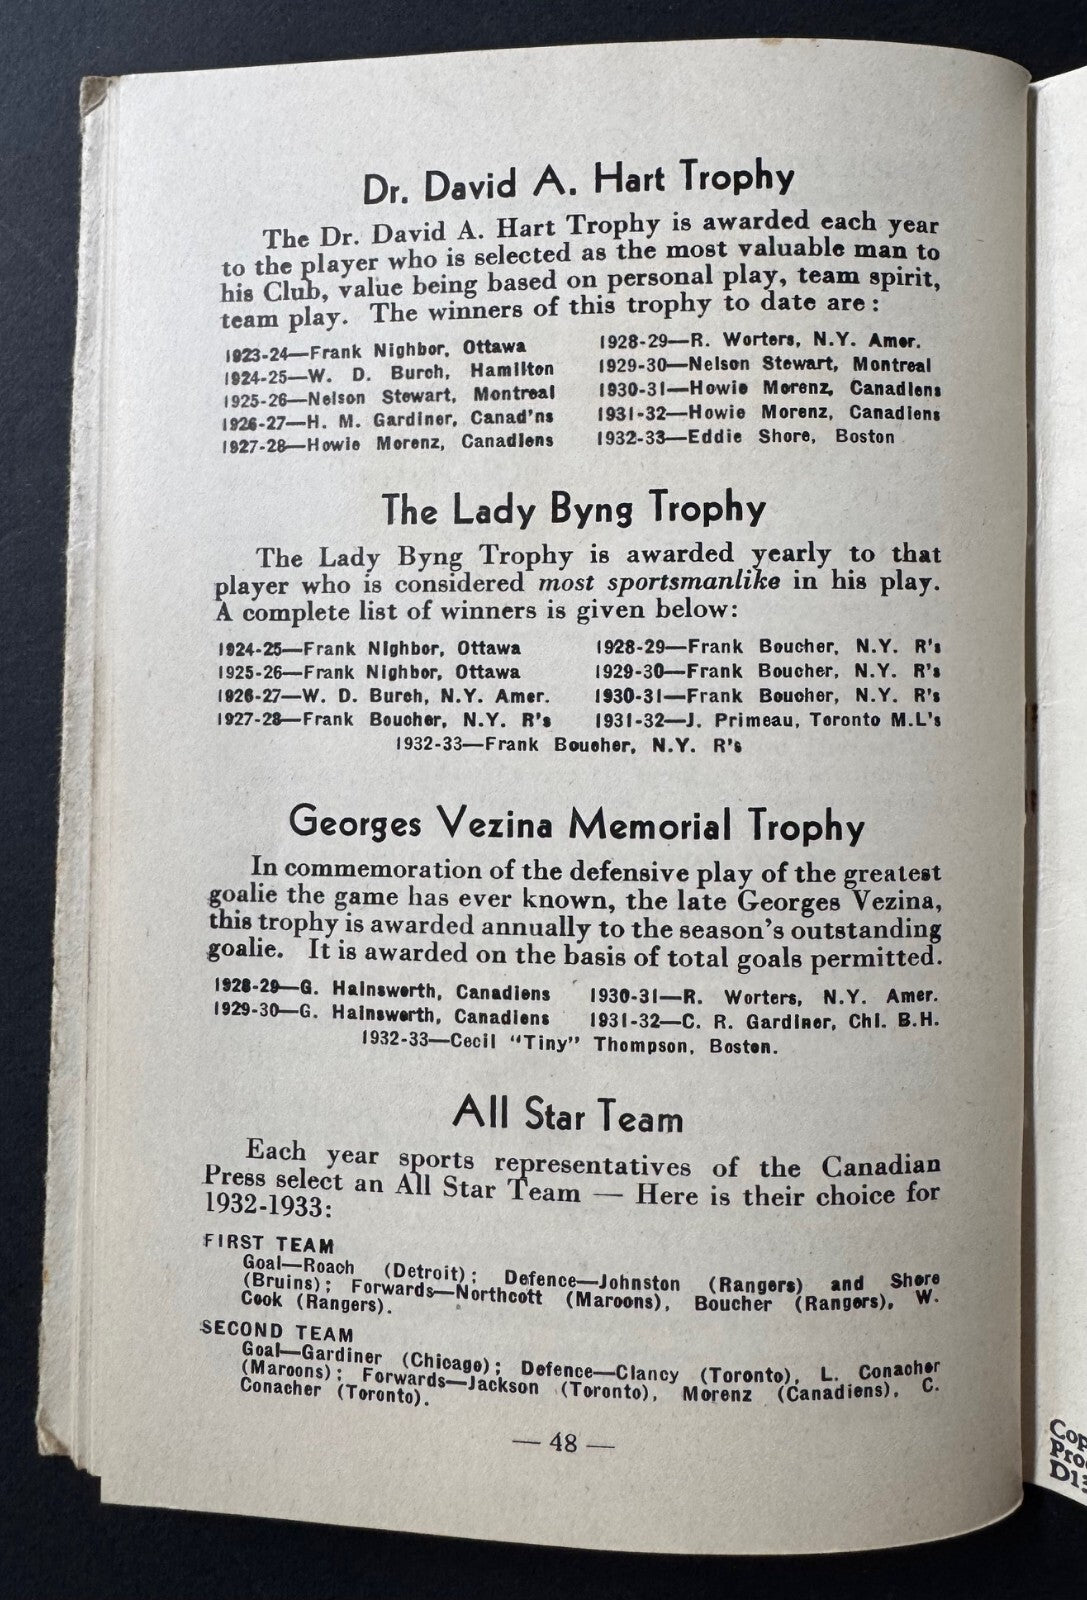 Dr. David A. Hart Trophy
The Dr. David A. Hart Trophy is awarded each year
to the player who is selected as the most valuable man to
his Club, value being based on personal play, team spirit,
team play. The winners of this trophy to date are:
1923-24—Frank Nighbor, Ottawa
1924-25—W. D. Burch, Hamilton
1925-26—Nelson Stewart, Montreal
1926-27—H. M. Gardiner, Canad'ns
1927-28—Howie Morenz, Canadiens
1928-29—R. Worters, N.Y. Amer.
1929-30—Nelson Stewart, Montreal
1930-31—Howie Morenz, Canadiens
1931-32—Howie Morenz, Canadiens
1932-33—Eddie Shore, Boston
The Lady Byng Trophy
The Lady Byng Trophy is awarded yearly to that
player who is considered most sportsmanlike in his play.
A complete list of winners is given below:
1924-25—Frank Nighbor, Ottawa
1925-26—Frank Nighbor, Ottawa
1926-27—W. D. Burch, N.Y. Amer.
1927-28—Frank Boucher, N.Y. R's
1928-29—Frank Boucher, N.Y. R's
1929-30—Frank Boucher, N.Y. R's
1930-31—Frank Boucher, N.Y. R's
1931-32—J. Primeau, Toronto M.L's
1932-33—Frank Boucher, N.Y. R's
Georges Vezina Memorial Trophy
In commemoration of the defensive play of the greatest
goalie the game has ever known, the late Georges Vezina,
this trophy is awarded annually to the season's outstanding
goalie. It is awarded on the basis of total goals permitted.
1928-29—G. Hainsworth, Canadiens
1929-30—G. Hainsworth, Canadiens
1930-31—R. Worters, N.Y. Amer.
1931-32—C. R. Gardiner, Chi. B.H.
1932-33—Cecil "Tiny" Thompson, Boston.
All Star Team
Each year sports representatives of the Canadian
Press select an All Star Team — Here is their choice for
1932-1933:
FIRST TEAM
Goal—Roach (Detroit); Defence—Johnston (Rangers) and Shore
(Bruins); Forwards—Northcott (Maroons), Boucher (Rangers), W.
Cook (Rangers).
SECOND TEAM
Goal—Gardiner (Chicago); Defence—Clancy (Toronto), L. Conacher
(Maroons); Forwards—Jackson (Toronto), Morenz (Canadiens), C.
Conacher (Toronto).
— 48 —